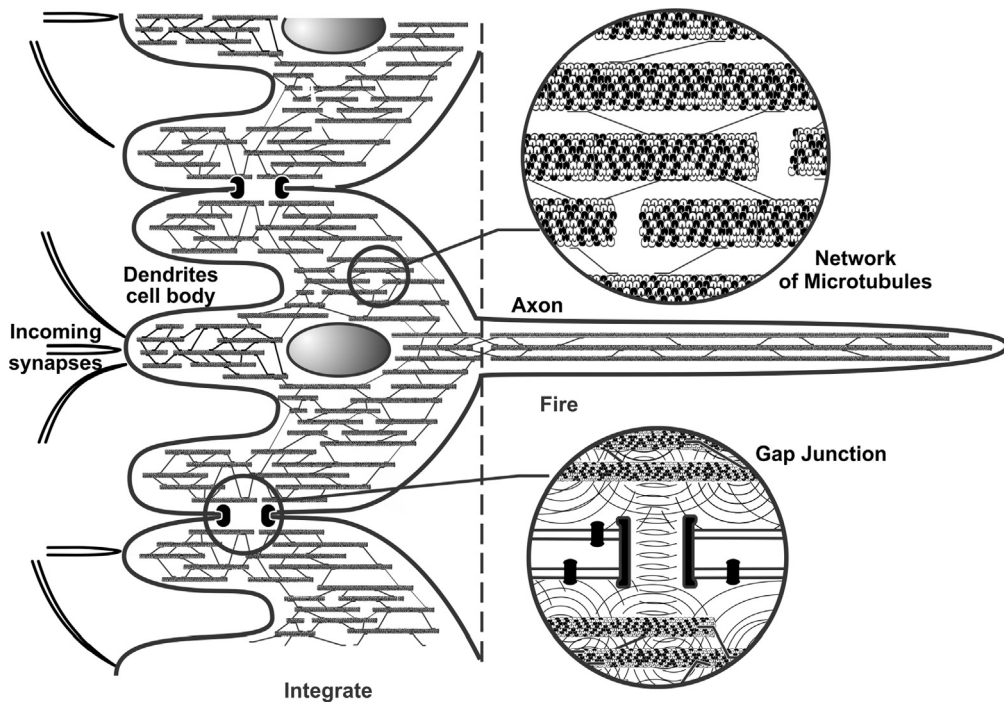 Network
of Microtubules
Dendrites
cell body
Axon
Incoming
synapses
Fire
Gap Junction
Integrate